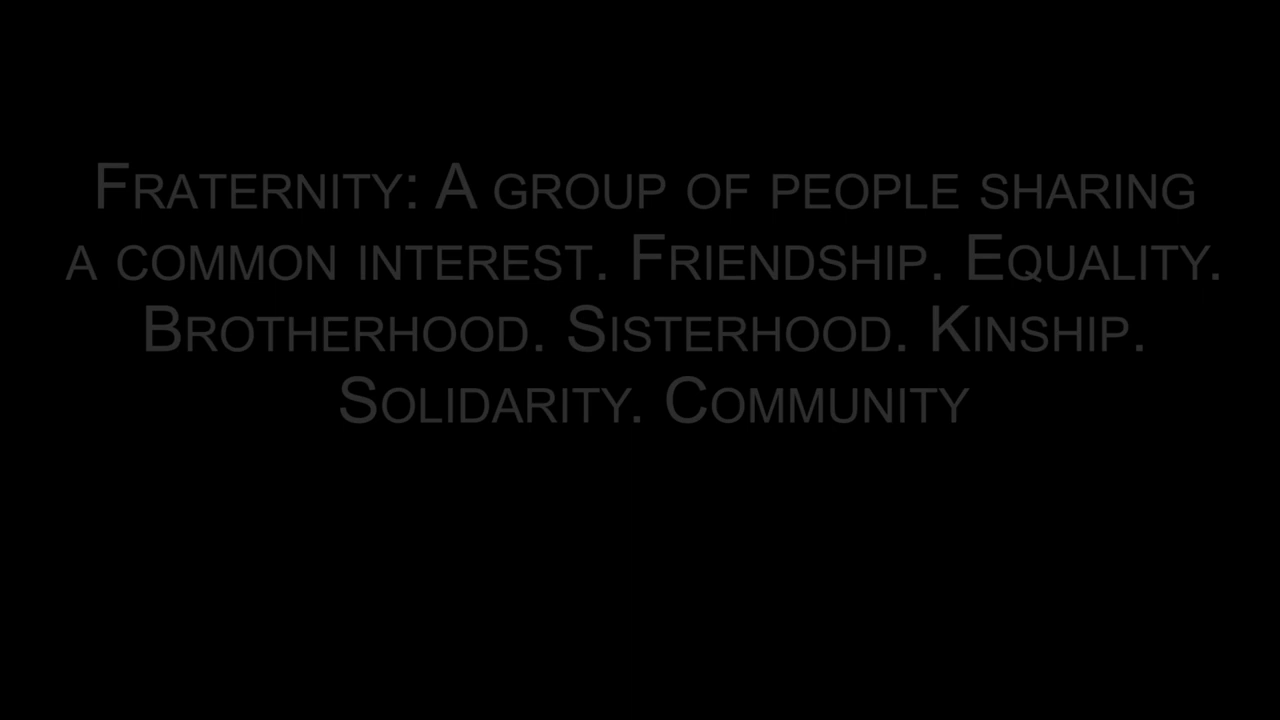 Fraternity: A group of people sharing
a common interest. Friendship. Equality.
Brotherhood. Sisterhood. Kinship.
Solidarity. Community